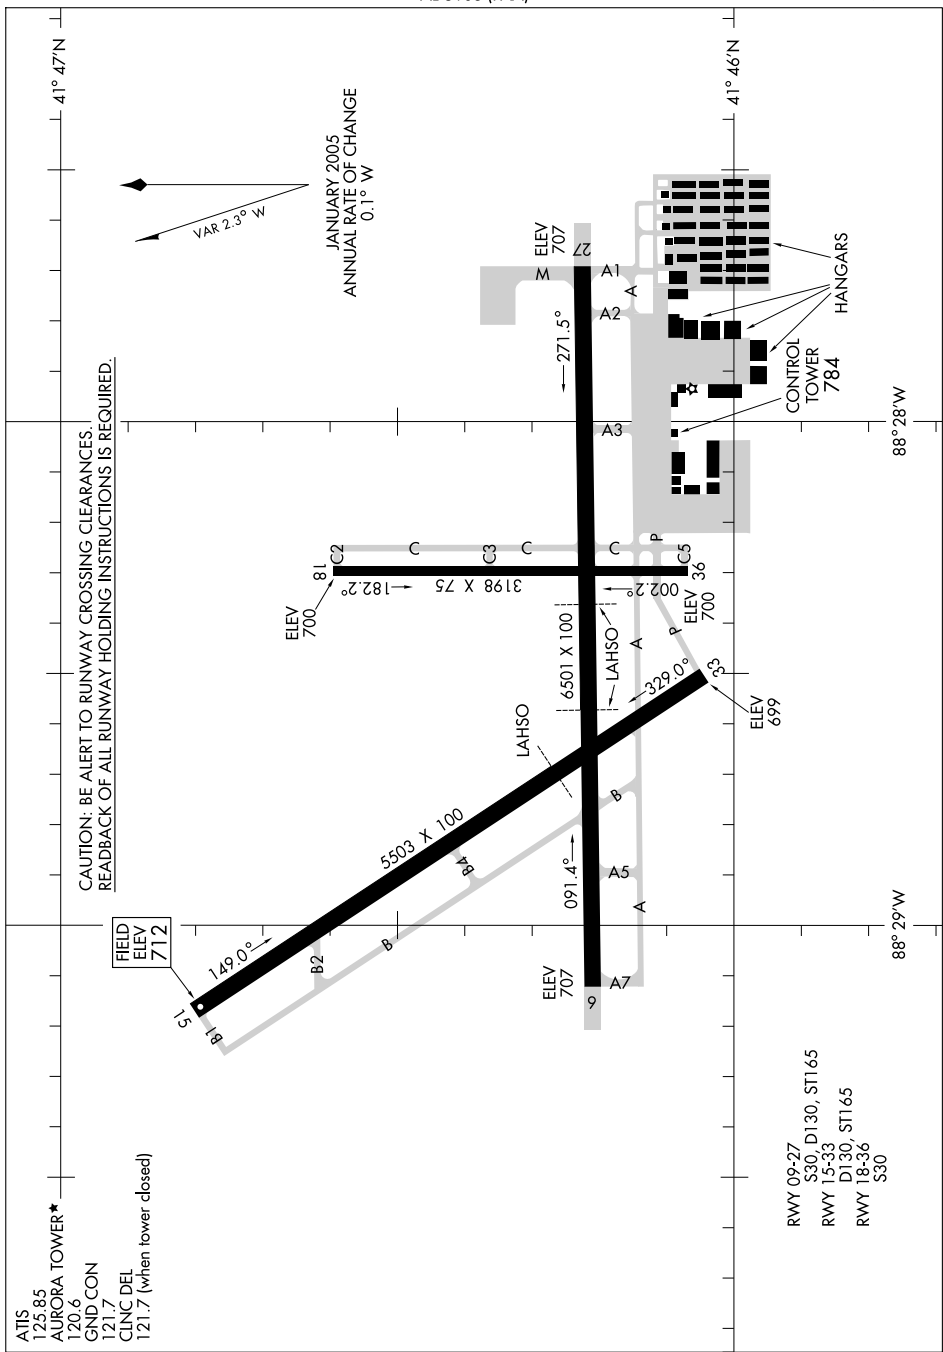 ATIS
125.85
AURORA TOWER★
120.6
GND CON
121.7
CLNC DEL
121.7 (when tower closed)
CAUTION: BE ALERT TO RUNWAY CROSSING CLEARANCES.
READBACK OF ALL RUNWAY HOLDING INSTRUCTIONS IS REQUIRED.
41° 47'N
VAR 2.3° W
JANUARY 2005
ANNUAL RATE OF CHANGE
0.1° W
FIELD
ELEV
712
15
149.0°
B1
B2
B
B4
5503 X 100
LAHSO
B
ELEV
700
18
182.2°
3198 X 75
C2
C
C3
C
C
C5
002.2°
36
ELEV
700
P
P
ELEV
707
9
091.4°
A7
A5
A
A
6501 X 100
LAHSO
329.0°
33
ELEV
699
A3
271.5°
A2
A1
A
M
27
ELEV
707
CONTROL
TOWER
784
HANGARS
41° 46'N
88° 29'W
88° 28'W
RWY 09-27
S30, D130, ST165
RWY 15-33
D130, ST165
RWY 18-36
S30